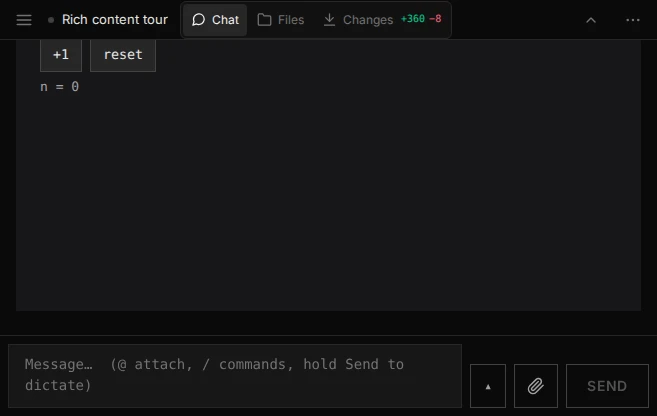 Rich content tour
Chat
Files
Changes +360 −8
+1
reset
n = 0
Message…  (@ attach, / commands, hold Send to
dictate)
SEND